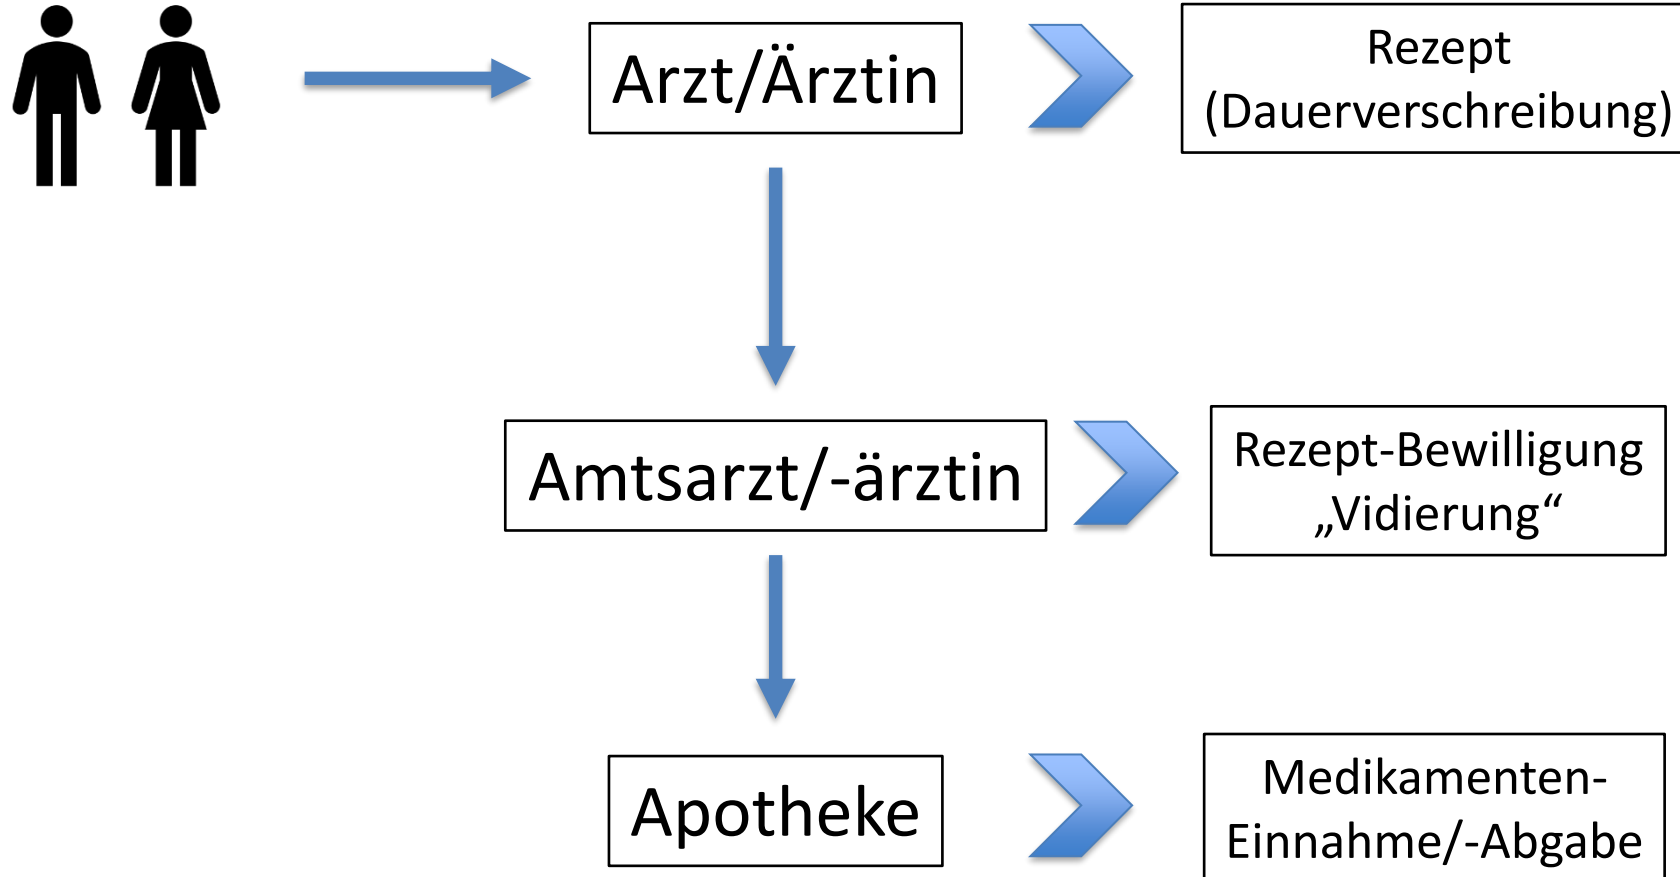 Arzt/Ärztin
Rezept
(Dauerverschreibung)
Amtsarzt/-ärztin
Rezept-Bewilligung
„Vidierung“
Apotheke
Medikamenten-
Einnahme/-Abgabe